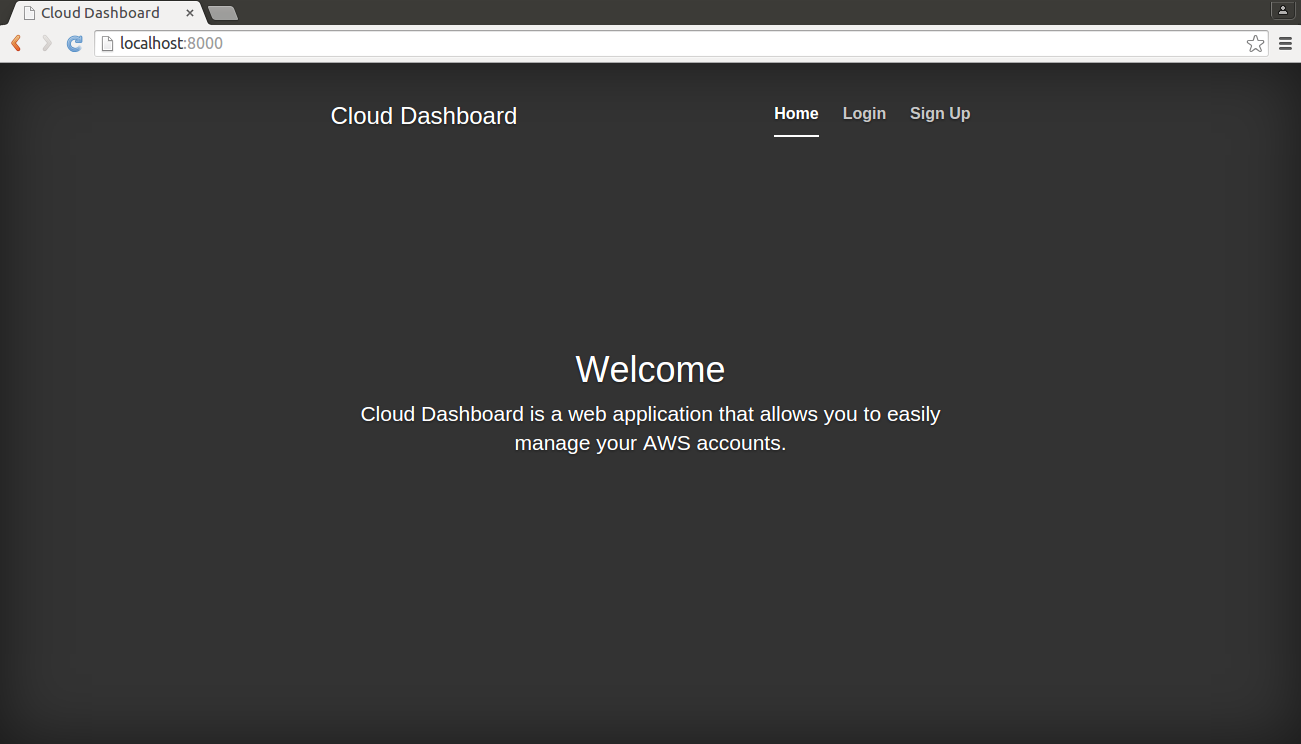 Cloud Dashboard
localhost:8000
Cloud Dashboard
Home Login Sign Up
Welcome
Cloud Dashboard is a web application that allows you to easily
manage your AWS accounts.